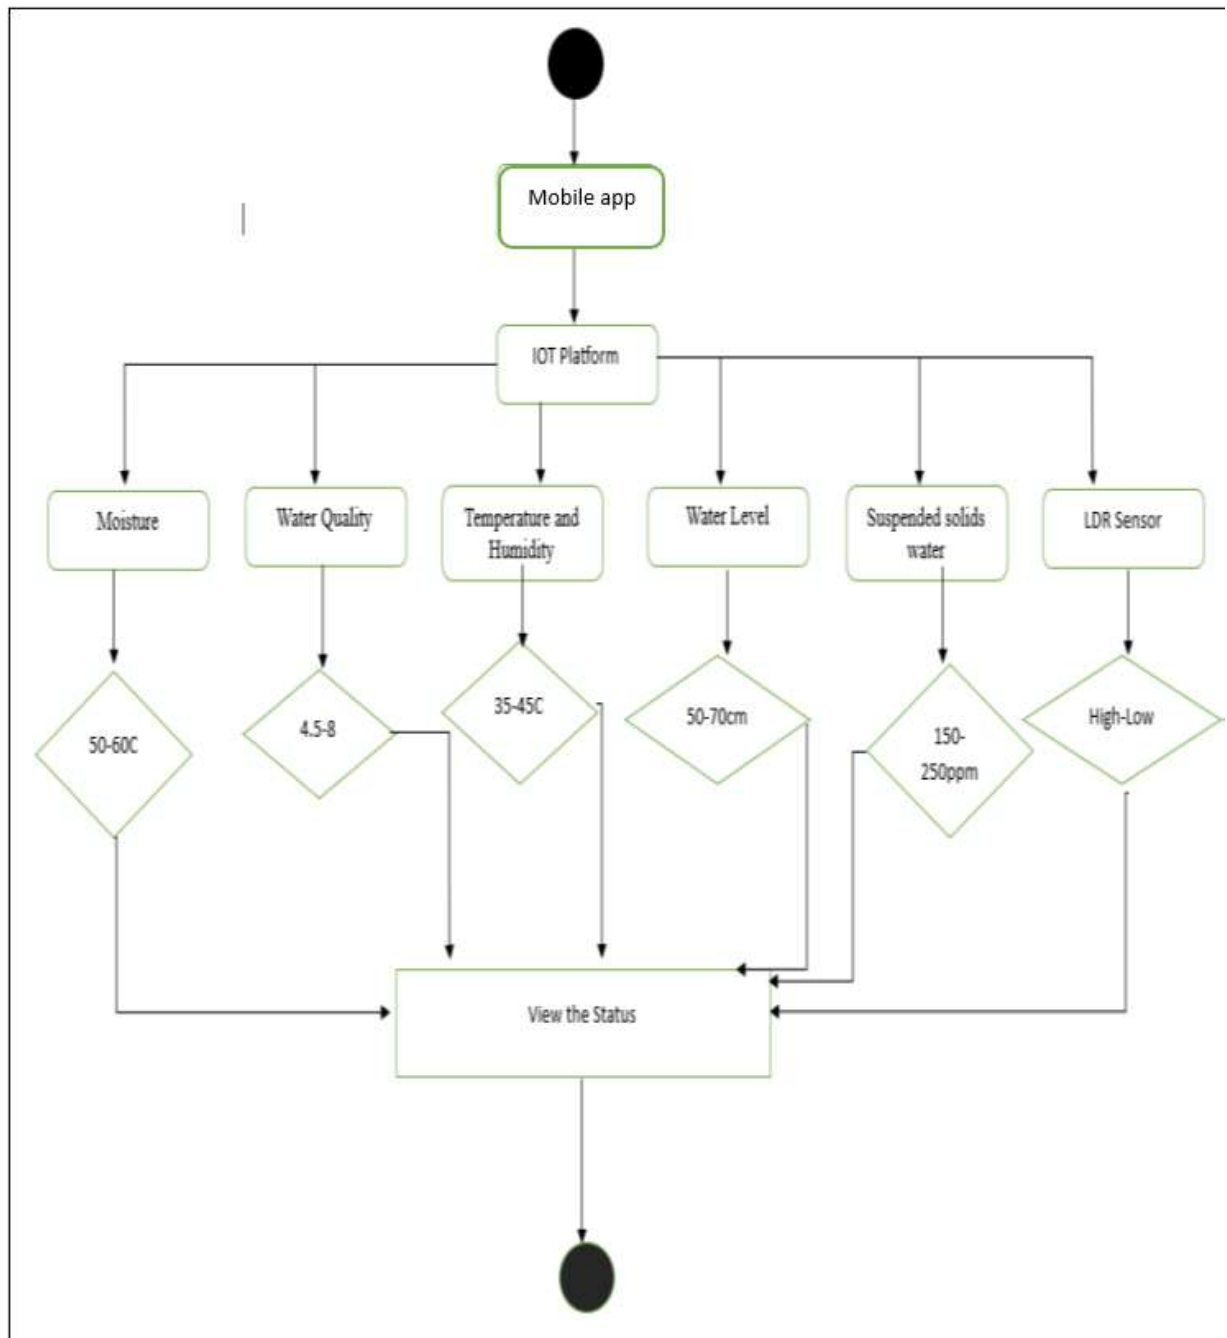 Mobile app
IOT Platform
Moisture
Water Quality
Temperature and
Humidity
Water Level
Suspended solids
water
LDR Sensor
50-60C
4.5-8
35-45C
50-70cm
150-
250ppm
High-Low
View the Status